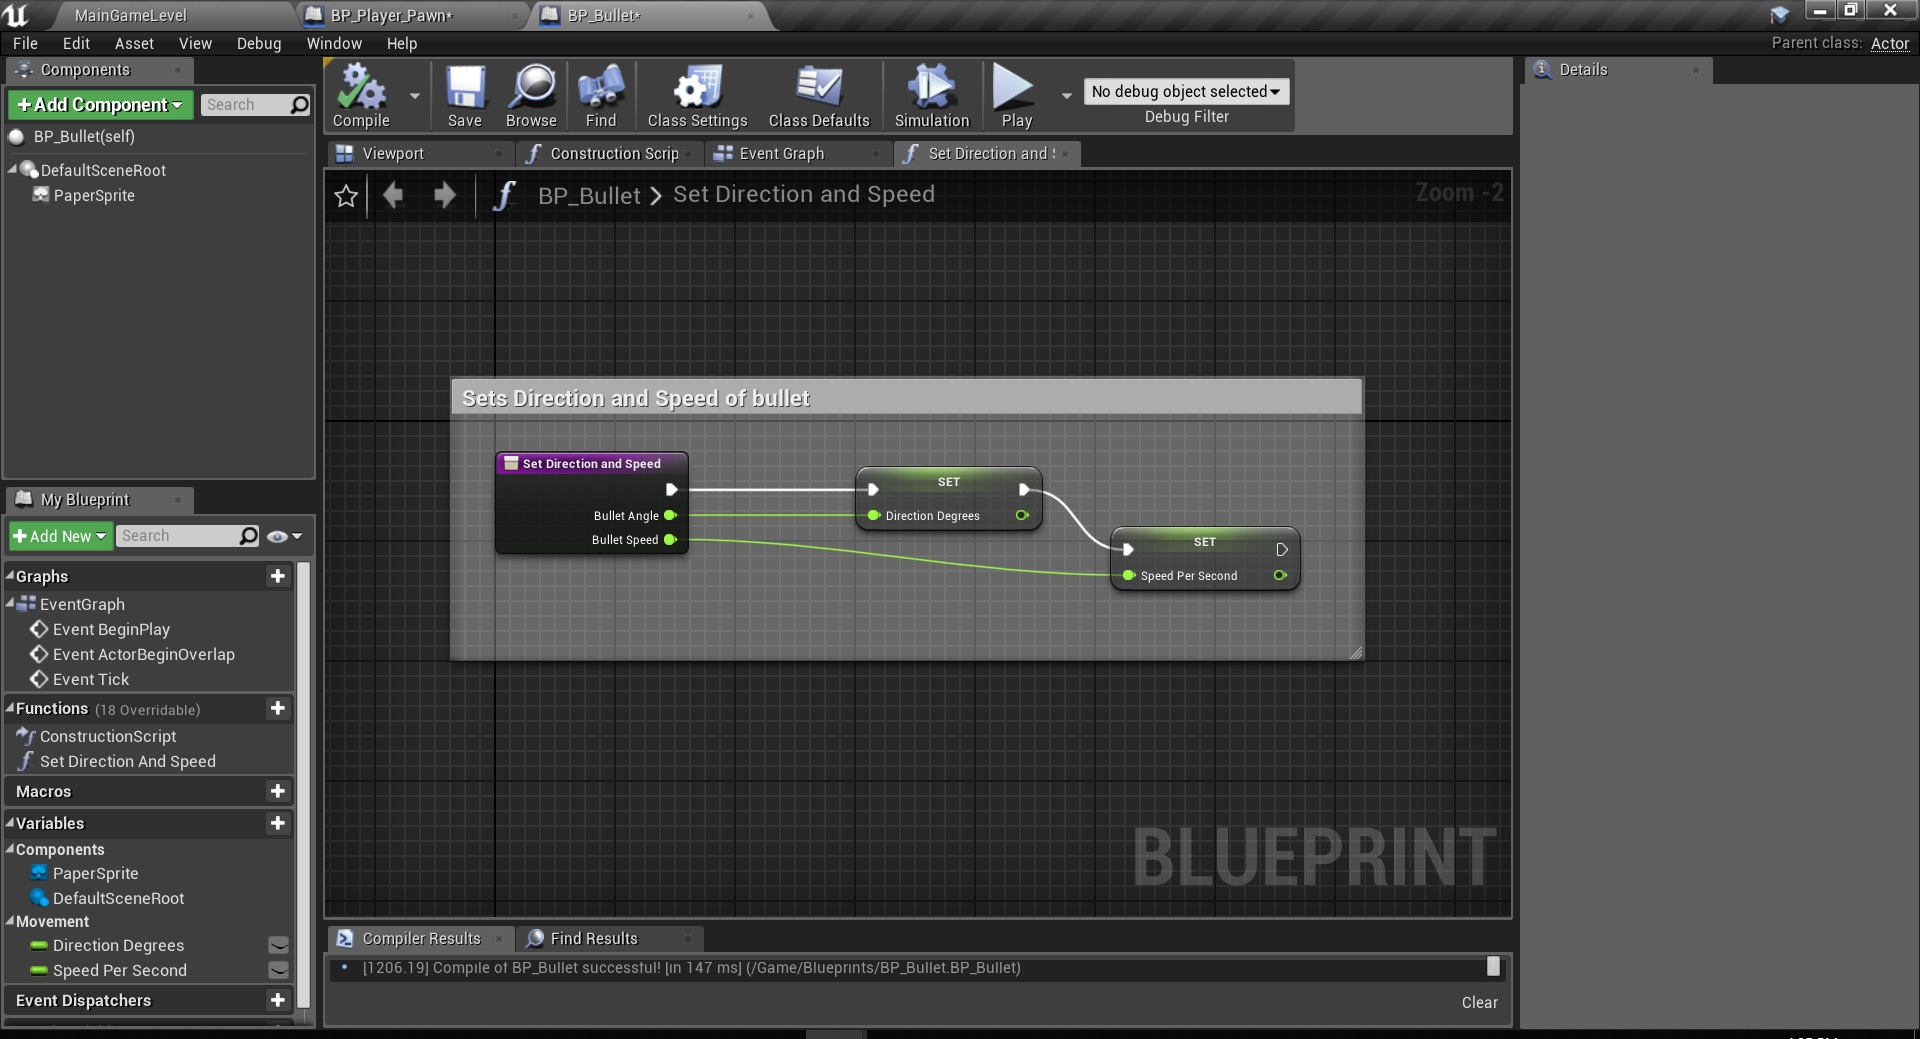 MainGameLevel
BP_Player_Pawn*
BP_Bullet*
File Edit Asset View Debug Window Help
Parent class: Actor
Components
Details
+Add Component
Search
BP_Bullet(self)
DefaultSceneRoot
PaperSprite
Compile
Save
Browse
Find
Class Settings
Class Defaults
Simulation
Play
No debug object selected
Debug Filter
Viewport
Construction Scrip
Event Graph
Set Direction and
BP_Bullet > Set Direction and Speed
Zoom -2
Sets Direction and Speed of bullet
Set Direction and Speed
Bullet Angle
Bullet Speed
SET
Direction Degrees
SET
Speed Per Second
BLUEPRINT
My Blueprint
+Add New
Search
Graphs
EventGraph
Event BeginPlay
Event ActorBeginOverlap
Event Tick
Functions (18 Overridable)
ConstructionScript
Set Direction And Speed
Macros
Variables
Components
PaperSprite
DefaultSceneRoot
Movement
Direction Degrees
Speed Per Second
Event Dispatchers
Compiler Results
Find Results
[1206.19] Compile of BP_Bullet successful! [in 147 ms] (/Game/Blueprints/BP_Bullet.BP_Bullet)
Clear